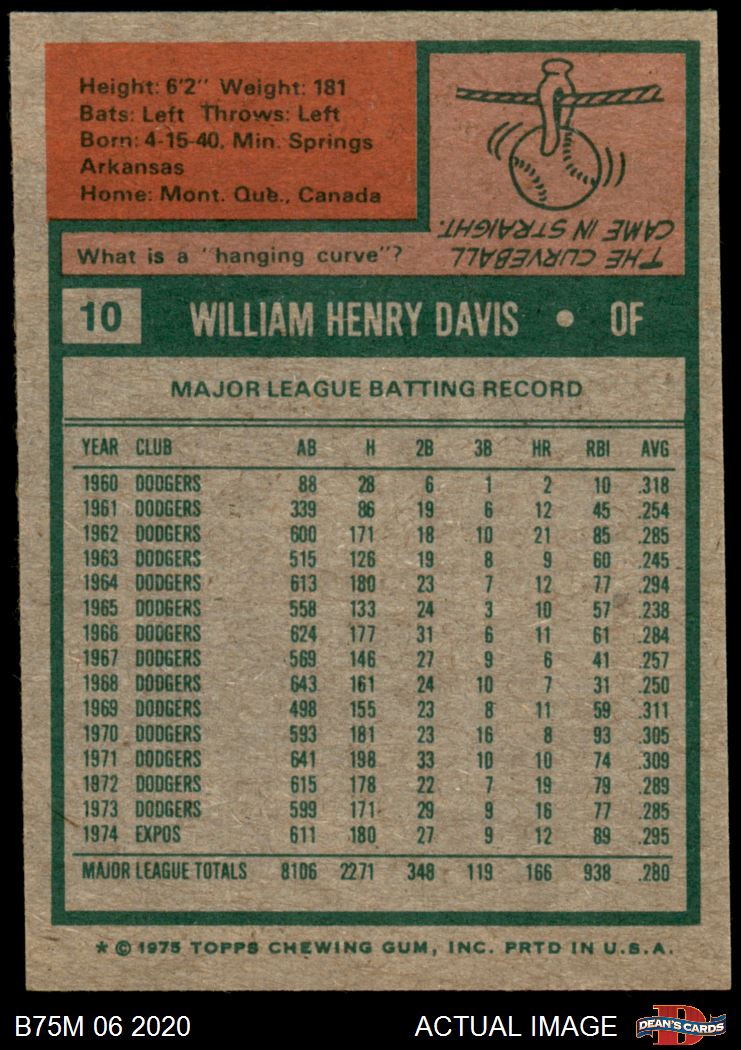 Height: 6'2" Weight: 181
Bats: Left Throws: Left
Born: 4-15-40, Min. Springs
Arkansas
Home: Mont. Que., Canada
What is a "hanging curve"?
THE CURVEBALL
CAME IN STRAIGHT.
10 WILLIAM HENRY DAVIS • OF
MAJOR LEAGUE BATTING RECORD
YEAR CLUB AB H 2B 3B HR RBI AVG
1960 DODGERS 88 28 6 1 2 10 .318
1961 DODGERS 339 86 19 6 12 45 .254
1962 DODGERS 600 171 18 10 21 85 .285
1963 DODGERS 515 126 19 8 9 60 .245
1964 DODGERS 613 180 23 7 12 77 .294
1965 DODGERS 558 133 24 3 10 57 .238
1966 DODGERS 624 177 31 6 11 61 .284
1967 DODGERS 569 146 27 9 6 41 .257
1968 DODGERS 643 161 24 10 7 31 .250
1969 DODGERS 498 155 23 8 11 59 .311
1970 DODGERS 593 181 23 16 8 93 .305
1971 DODGERS 641 198 33 10 10 74 .309
1972 DODGERS 615 178 22 7 19 79 .289
1973 DODGERS 599 171 29 9 16 77 .285
1974 EXPOS 611 180 27 9 12 89 .295
MAJOR LEAGUE TOTALS 8106 2271 348 119 166 938 .280
* © 1975 TOPPS CHEWING GUM, INC. PRTD IN U.S.A.
B75M 06 2020 ACTUAL IMAGE
D
DEAN'S CARDS